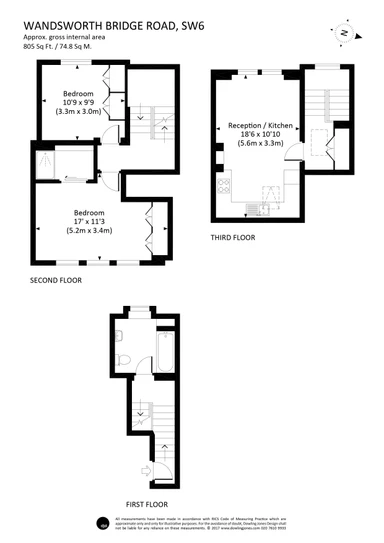 WANDSWORTH BRIDGE ROAD, SW6
Approx. gross internal area
805 Sq Ft. / 74.8 Sq M.
N
Bedroom
10'9 x 9'9
(3.3m x 3.0m)
Reception / Kitchen
18'6 x 10'10
(5.6m x 3.3m)
Bedroom
17' x 11'3
(5.2m x 3.4m)
THIRD FLOOR
SECOND FLOOR
FIRST FLOOR
All measurements have been made in accordance with RICS Code of Measuring Practice which are
approximate only and only for illustrative purposes. For the avoidance of doubt, Dowling Jones Design shall
not be liable for any reliance on these measurements. © 2017 www.dowlingjones.com 020 7610 9933